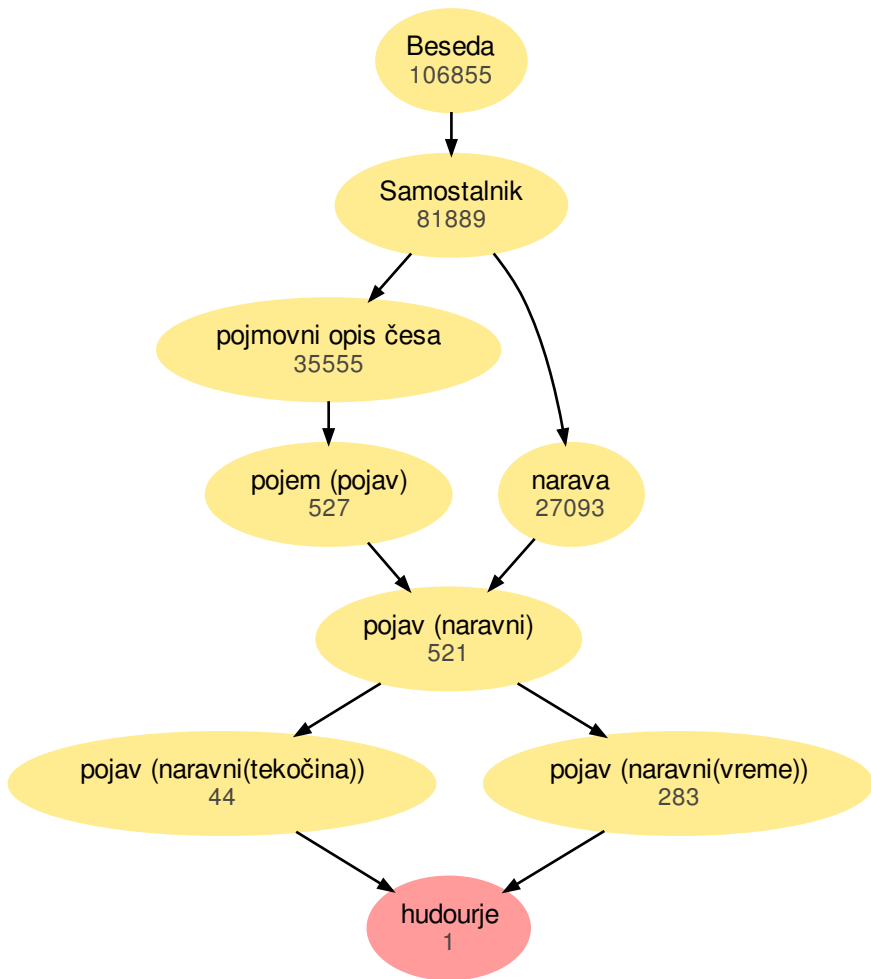 Beseda
106855
Samostalnik
81889
pojmovni opis česa
35555
pojem (pojav)
527
narava
27093
pojav (naravni)
521
pojav (naravni(tekočina))
44
pojav (naravni(vreme))
283
hudourje
1